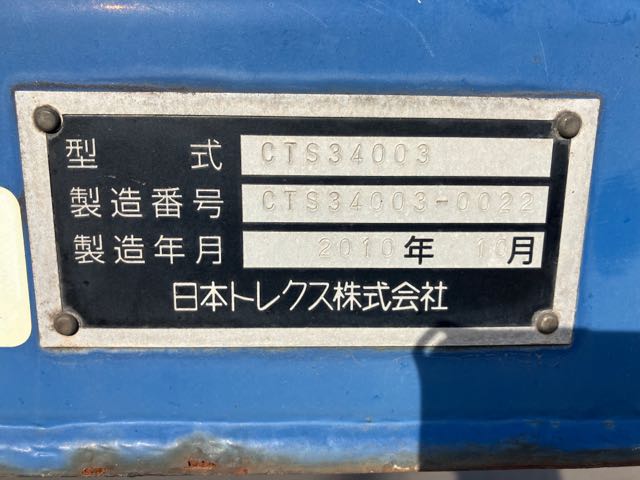 型式 CTS34003
製造番号 CTS34003-0022
製造年月 2010年 10月
日本トレクス株式会社